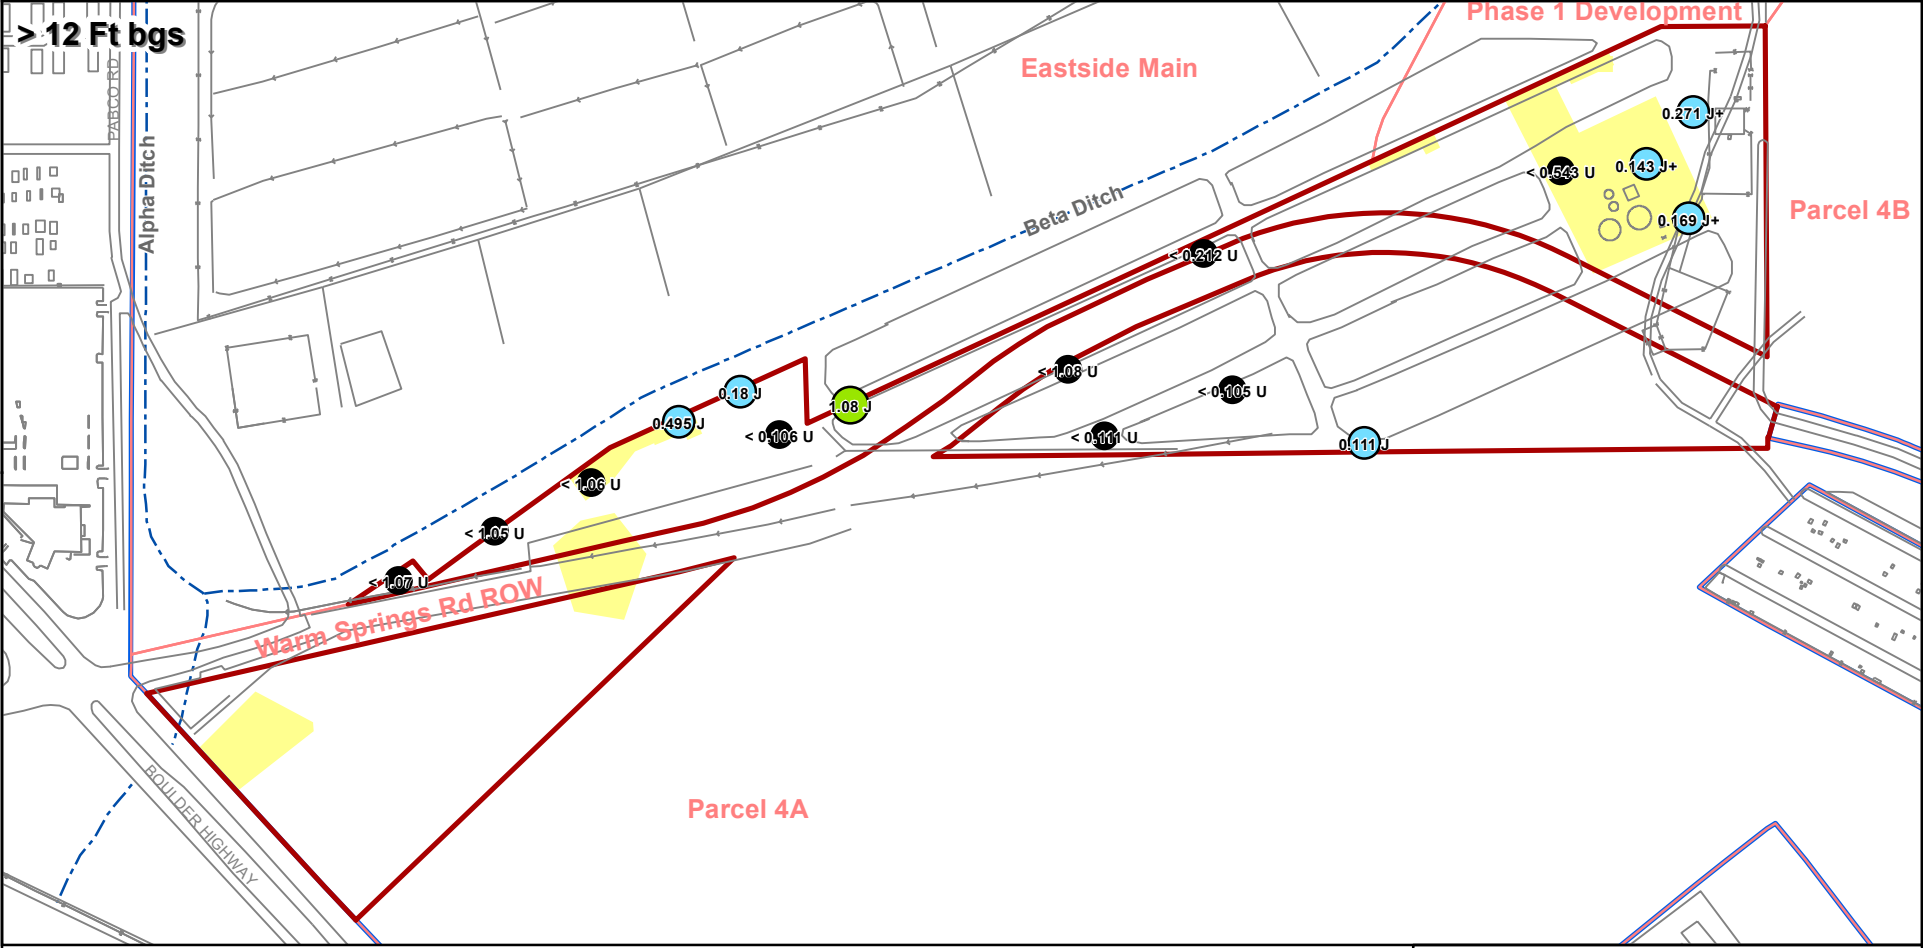 > 12 Ft bgs
Phase 1 Development
Eastside Main
PABCO RD
Alpha Ditch
Beta Ditch
0.271 J+
< 0.543 U
0.143 J+
0.169 J+
Parcel 4B
< 0.212 U
< 1.08 U
0.18 J
< 0.105 U
0.495 J
1.08 J
< 0.106 U
< 0.111 U
0.111 J
< 1.06 U
< 1.05 U
< 1.07 U
Warm Springs Rd ROW
Parcel 4A
BOULDER HIGHWAY